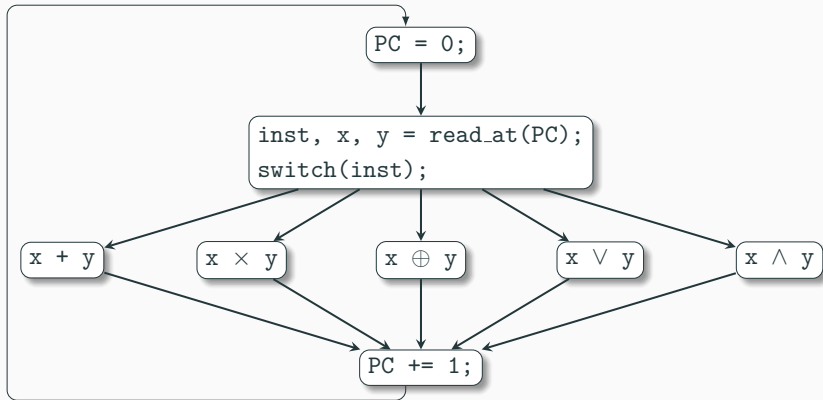 PC = 0;
inst, x, y = read_at(PC);
switch(inst);
x + y
x × y
x ⊕ y
x ∨ y
x ∧ y
PC += 1;